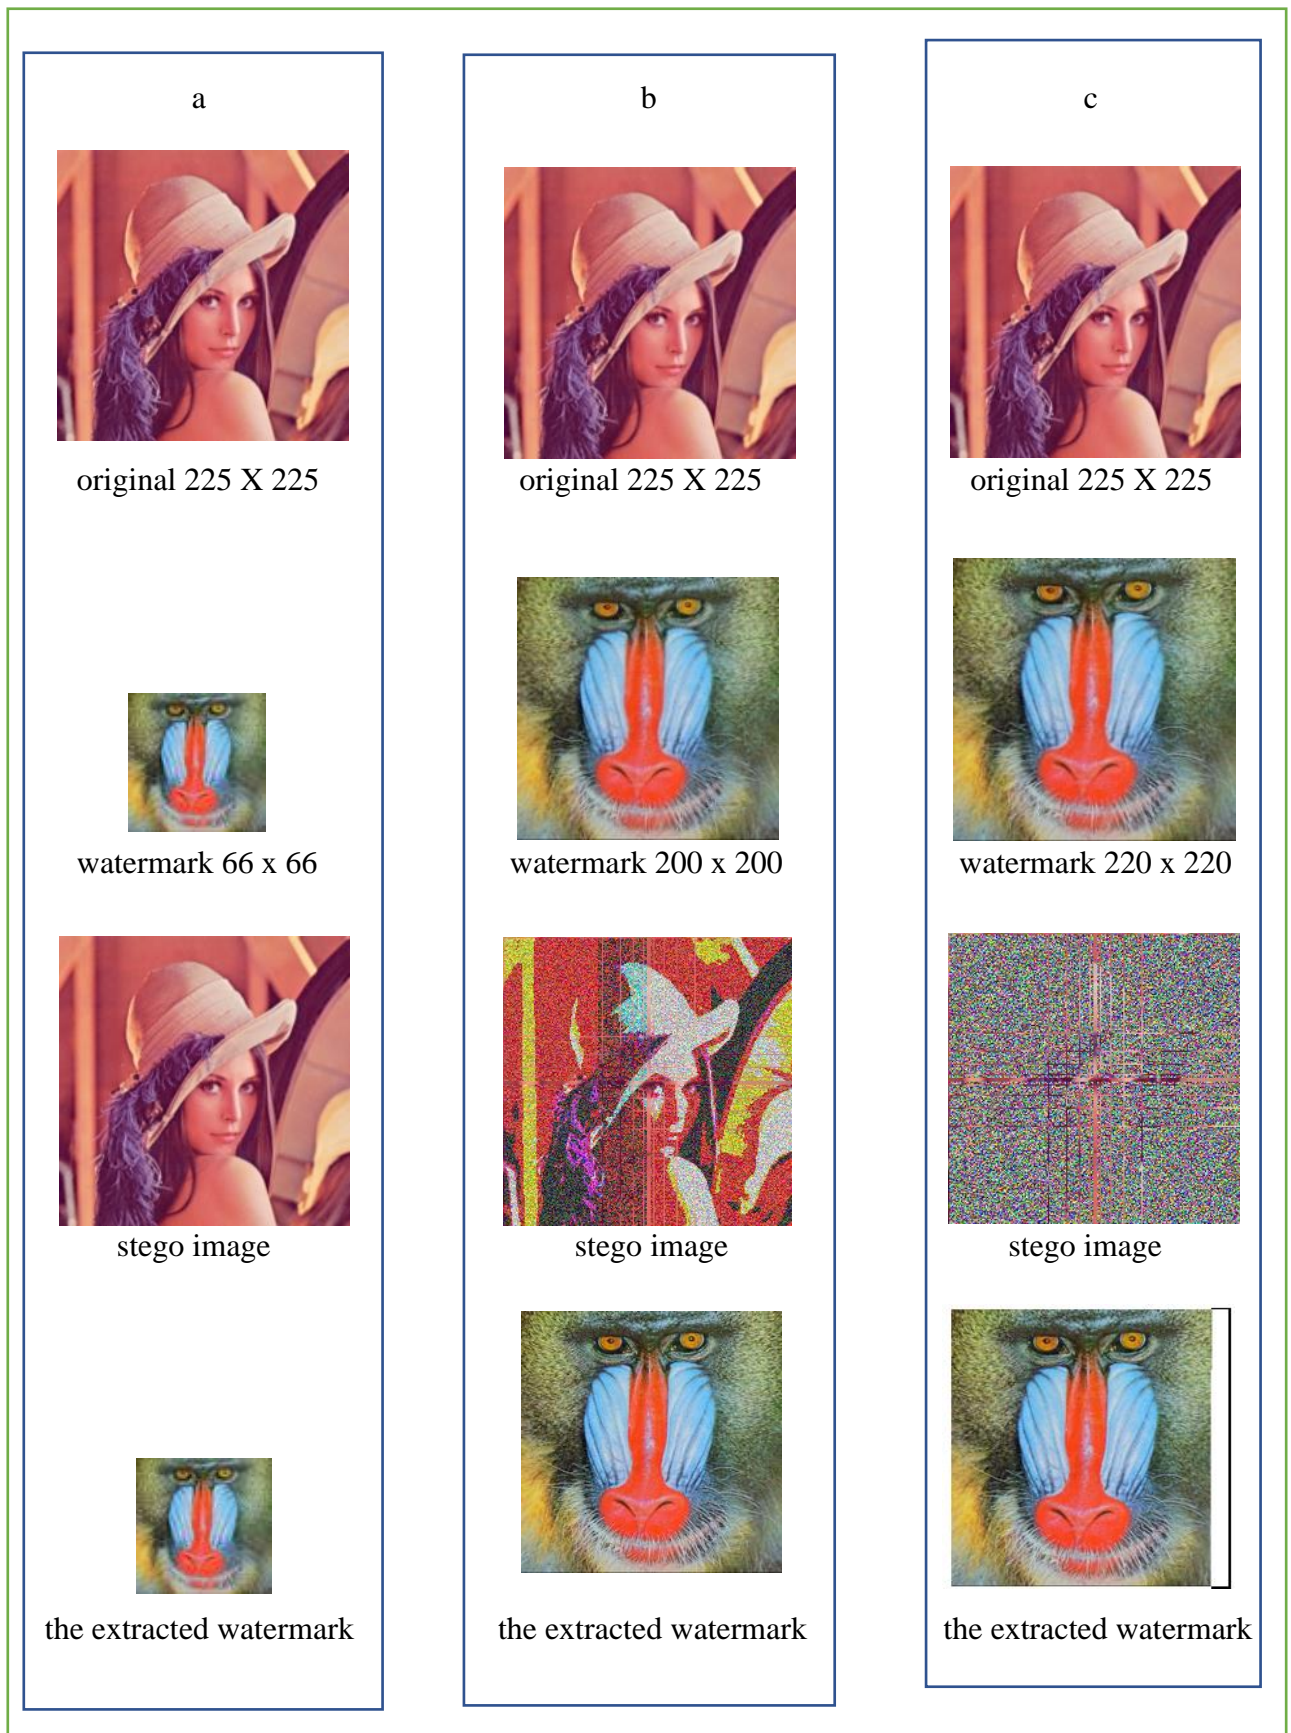 a
original 225 X 225
watermark 66 x 66
stego image
the extracted watermark
b
original 225 X 225
watermark 200 x 200
stego image
the extracted watermark
c
original 225 X 225
watermark 220 x 220
stego image
the extracted watermark